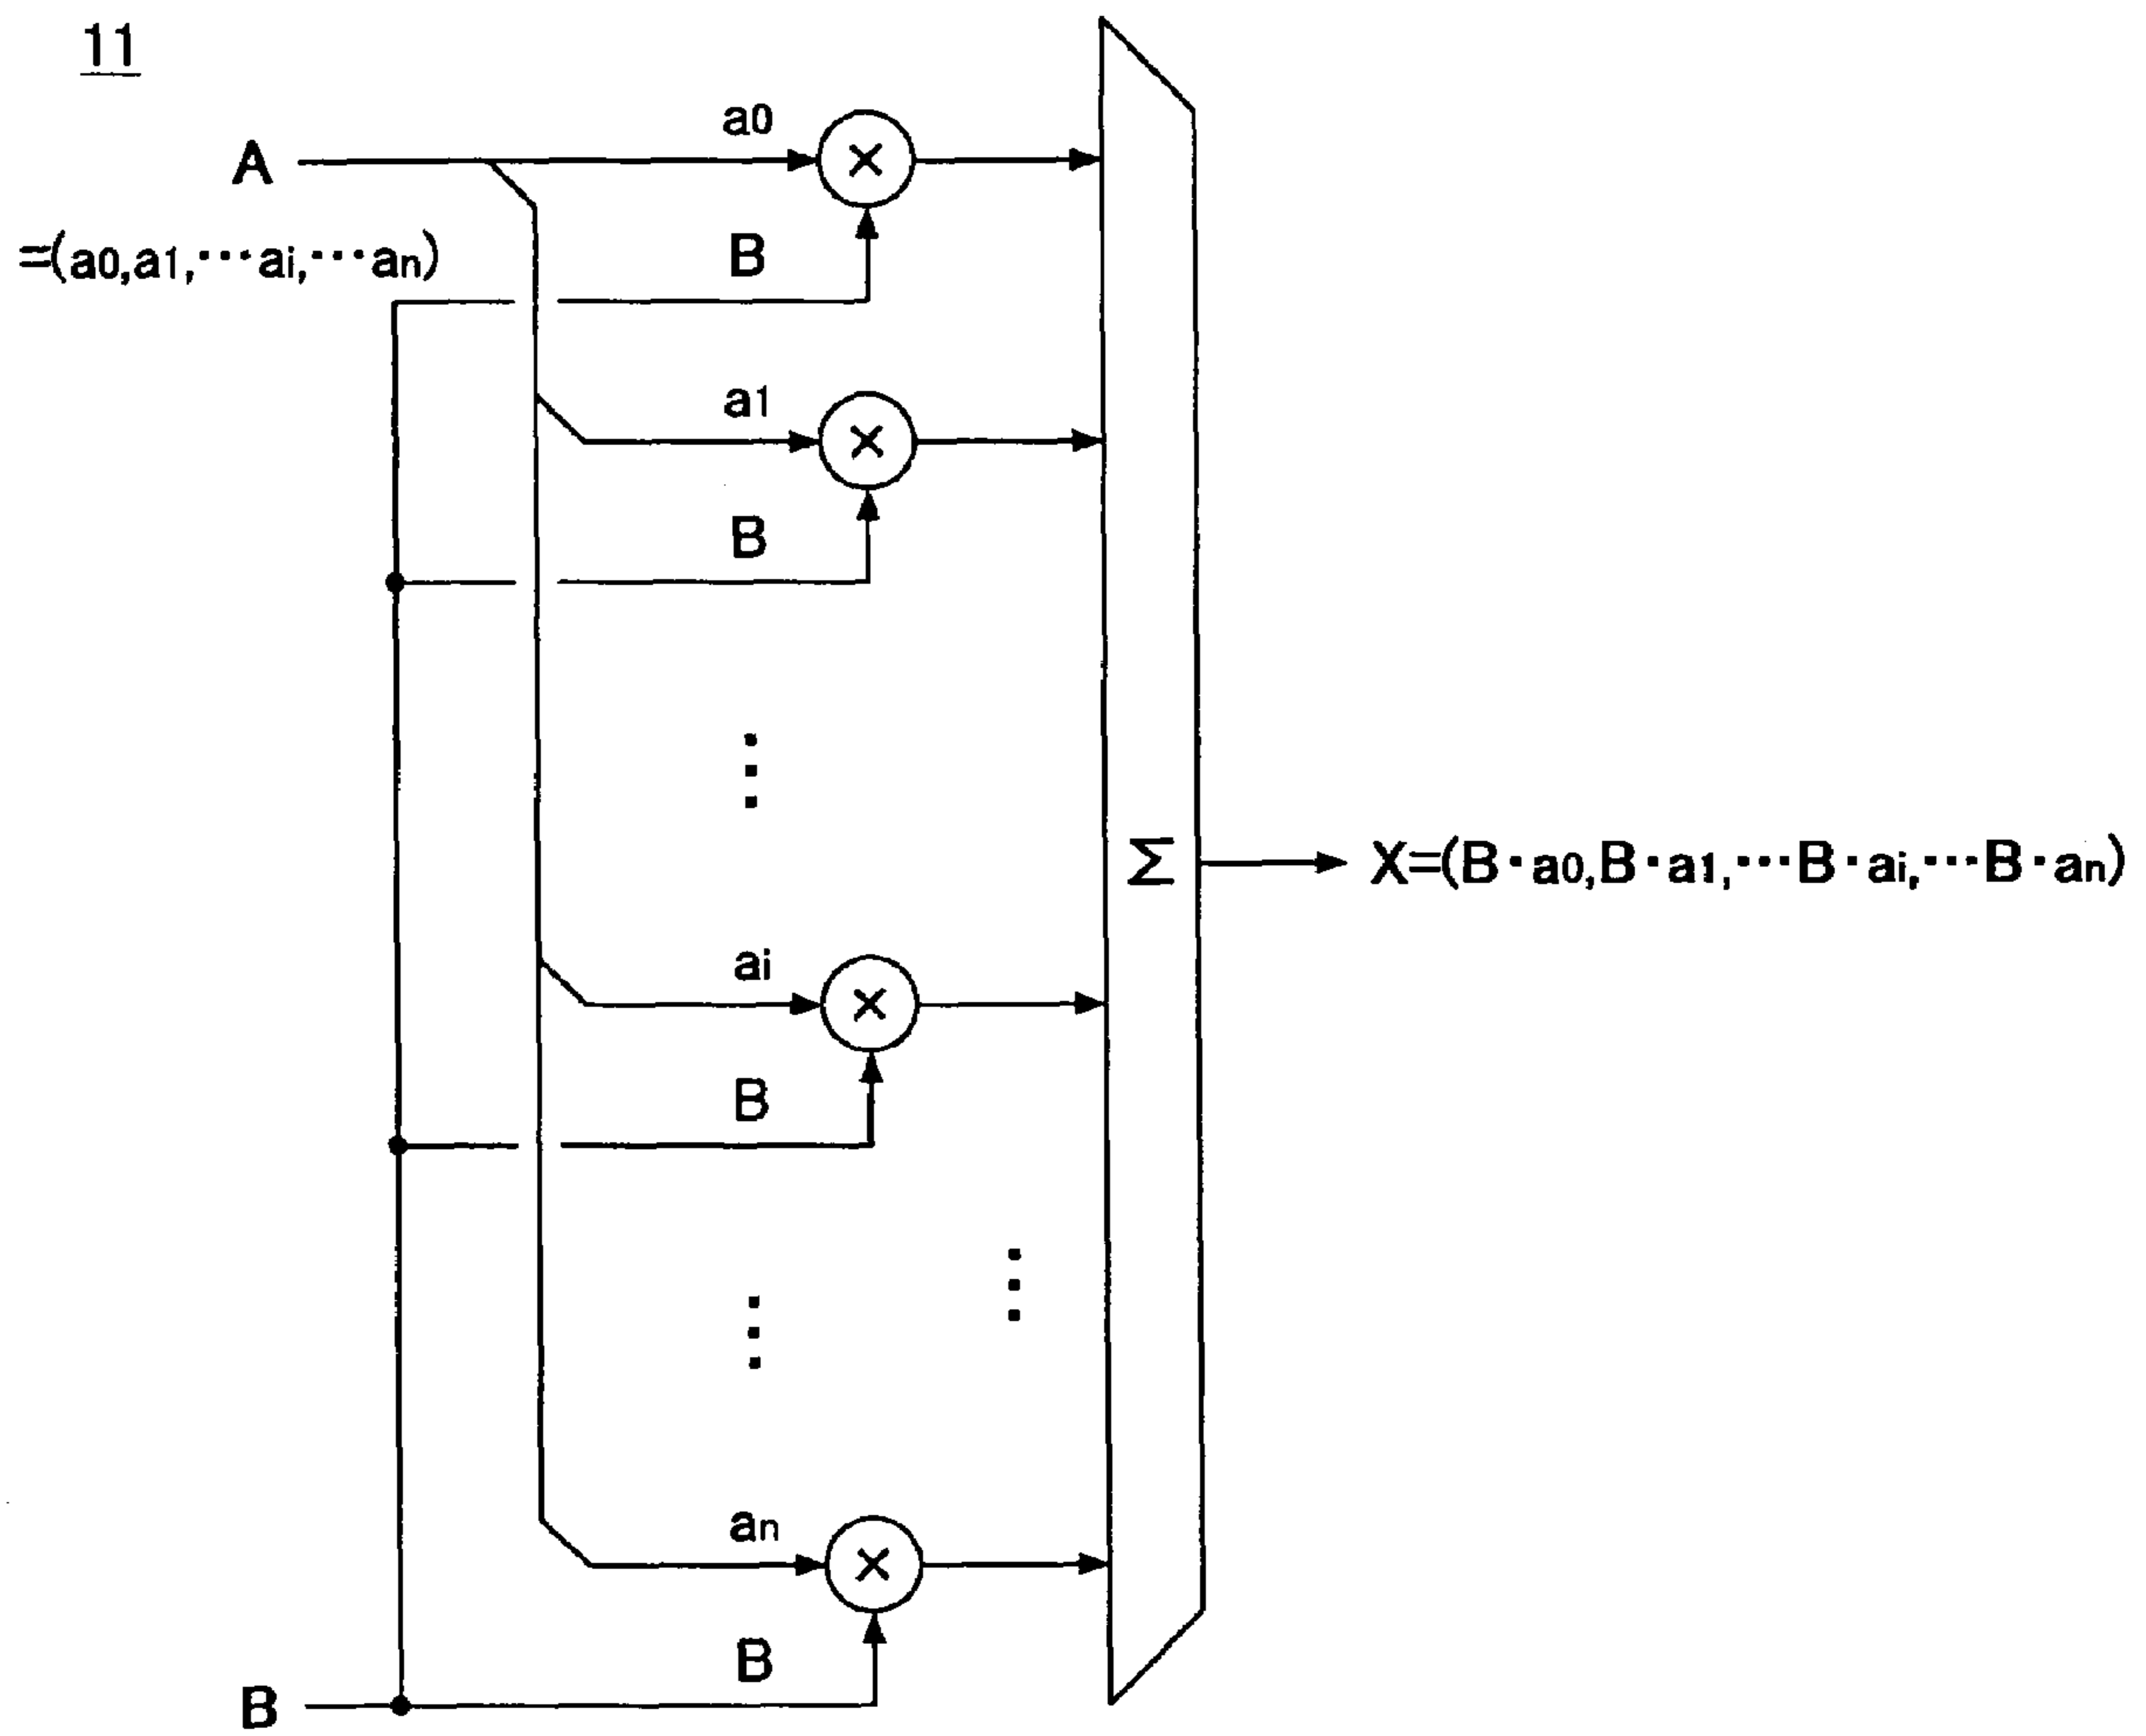 11
A
=(a0,a1,···ai,···an)
a0
×
B
a1
×
B
⋮
Σ
X=(B·a0,B·a1,···B·ai,···B·an)
ai
×
B
⋮
⋮
an
×
B
B